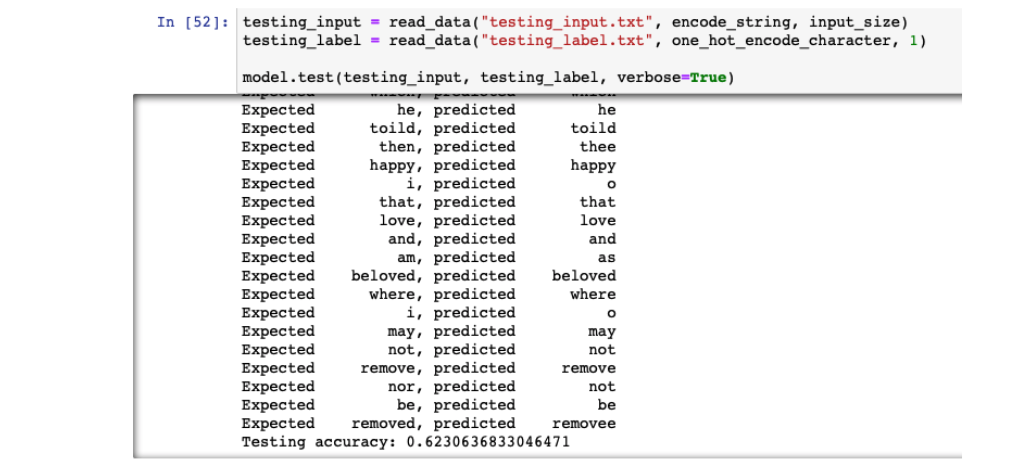 In [52]: testing_input = read_data("testing_input.txt", encode_string, input_size)
testing_label = read_data("testing_label.txt", one_hot_encode_character, 1)
model.test(testing_input, testing_label, verbose=True)
Expected which, predicted which
Expected he, predicted he
Expected toild, predicted toild
Expected then, predicted thee
Expected happy, predicted happy
Expected i, predicted o
Expected that, predicted that
Expected love, predicted love
Expected and, predicted and
Expected am, predicted as
Expected beloved, predicted beloved
Expected where, predicted where
Expected i, predicted o
Expected may, predicted may
Expected not, predicted not
Expected remove, predicted remove
Expected nor, predicted not
Expected be, predicted be
Expected removed, predicted removee
Testing accuracy: 0.6230636833046471